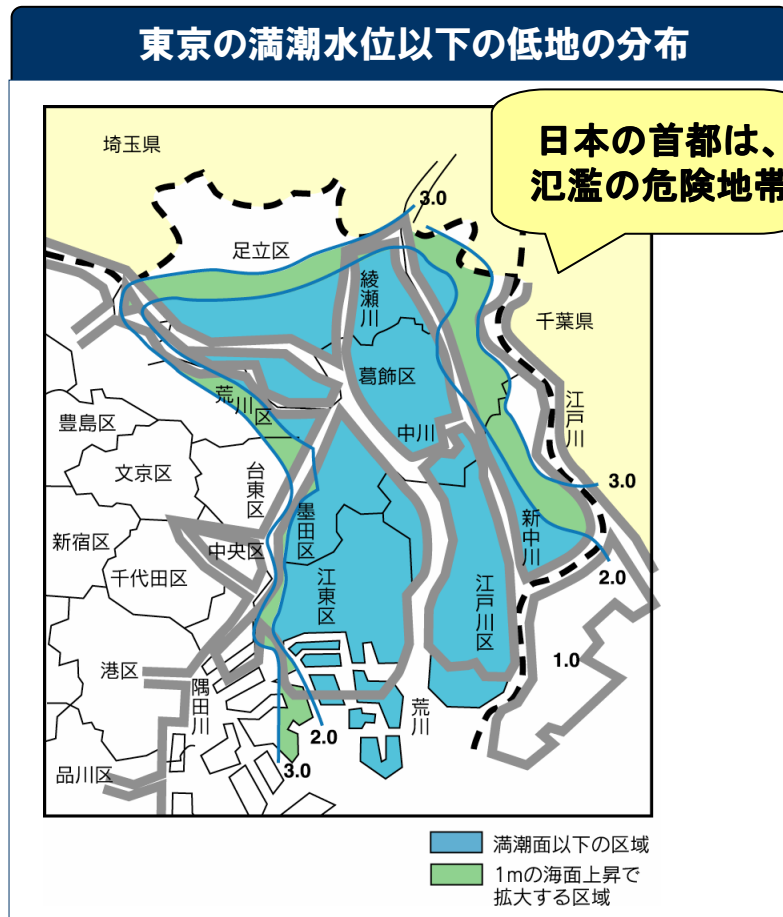 東京の満潮水位以下の低地の分布
日本の首都は、
氾濫の危険地帯
埼玉県
3.0
足立区
綾瀬川
千葉県
葛飾区
荒川区
江戸川
豊島区
中川
文京区
台東区
3.0
墨田区
新中川
新宿区
中央区
千代田区
2.0
江東区
江戸川区
港区
1.0
隅田川
荒川
2.0
3.0
品川区
満潮面以下の区域
1mの海面上昇で
拡大する区域